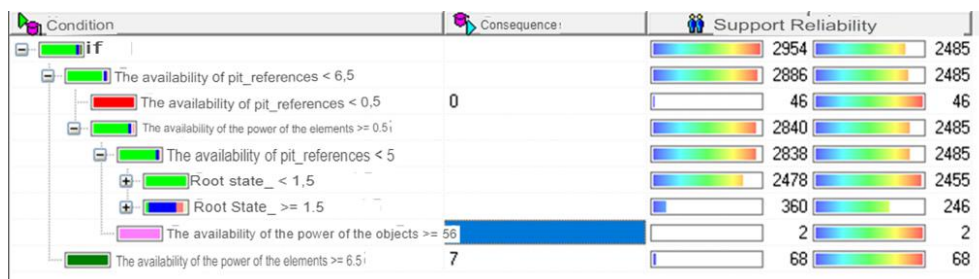 Condition Consequence: Support Reliability
if 2954 2485
The availability of pit_references < 6,5 2886 2485
The availability of pit_references < 0,5 0 46 46
The availability of the power of the elements >= 0.5 2840 2485
The availability of pit_references < 5 2838 2485
Root state_ < 1,5 2478 2455
Root State_ >= 1.5 360 246
The availability of the power of the objects >= 56 2 2
The availability of the power of the elements >= 6.5 7 68 68